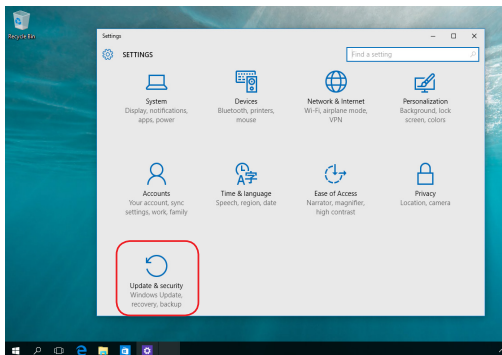 Recycle Bin
Settings
SETTINGS
Find a setting
System
Display, notifications,
apps, power
Devices
Bluetooth, printers,
mouse
Network & Internet
Wi-Fi, airplane mode,
VPN
Personalization
Background, lock
screen, colors
Accounts
Your account, sync
settings, work, family
Time & language
Speech, region, date
Ease of Access
Narrator, magnifier,
high contrast
Privacy
Location, camera
Update & security
Windows Update,
recovery, backup